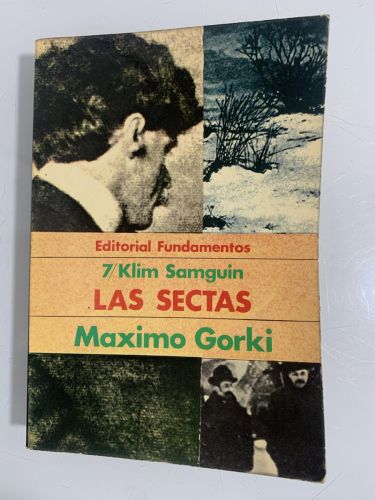 Editorial Fundamentos
7/Klim Samguin
LAS SECTAS
Maximo Gorki